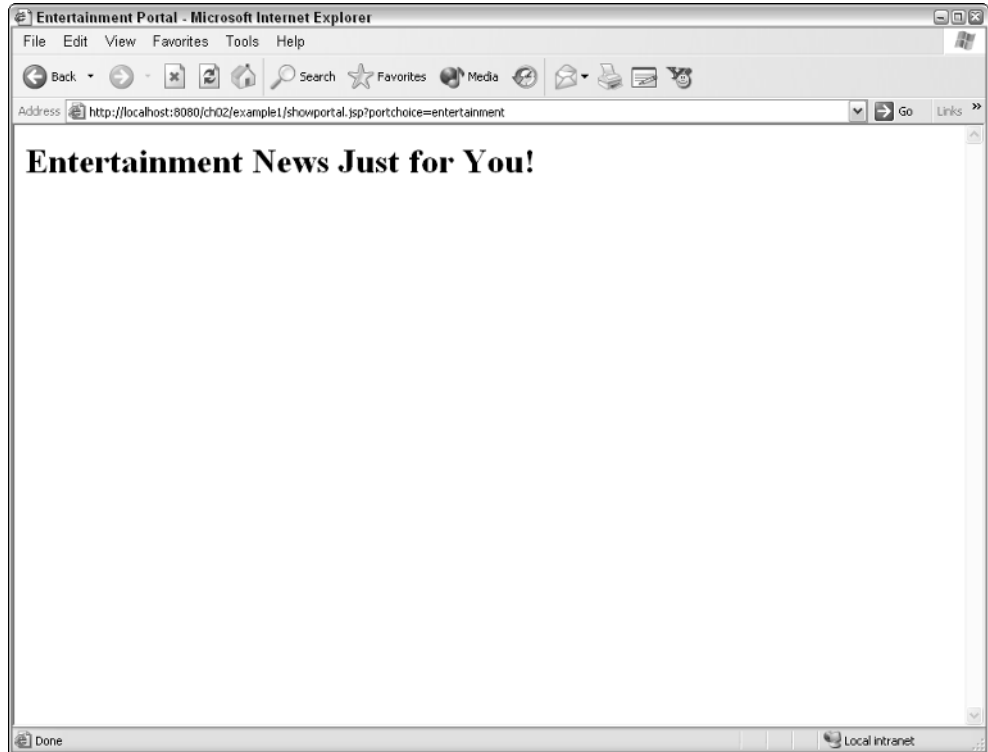 Entertainment Portal - Microsoft Internet Explorer
File Edit View Favorites Tools Help
Back Search Favorites Media
Address http://localhost:8080/ch02/example1/showportal.jsp?portchoice=entertainment Go Links »
Entertainment News Just for You!
Done Local intranet